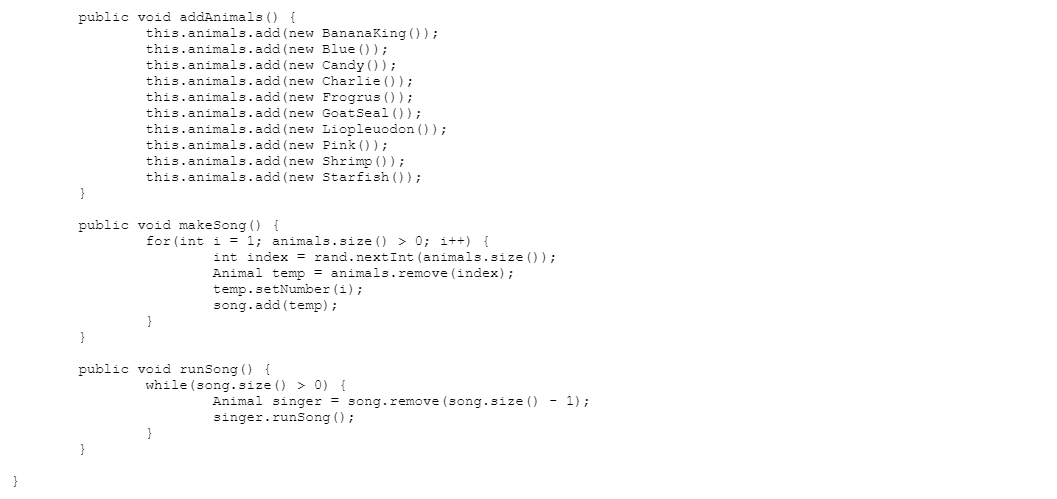 public void addAnimals() {
this.animals.add(new BananaKing());
this.animals.add(new Blue());
this.animals.add(new Candy());
this.animals.add(new Charlie());
this.animals.add(new Frogrus());
this.animals.add(new GoatSeal());
this.animals.add(new Liopleuodon());
this.animals.add(new Pink());
this.animals.add(new Shrimp());
this.animals.add(new Starfish());
}
public void makeSong() {
for(int i = 1; animals.size() > 0; i++) {
int index = rand.nextInt(animals.size());
Animal temp = animals.remove(index);
temp.setNumber(i);
song.add(temp);
}
}
public void runSong() {
while(song.size() > 0) {
Animal singer = song.remove(song.size() - 1);
singer.runSong();
}
}
}